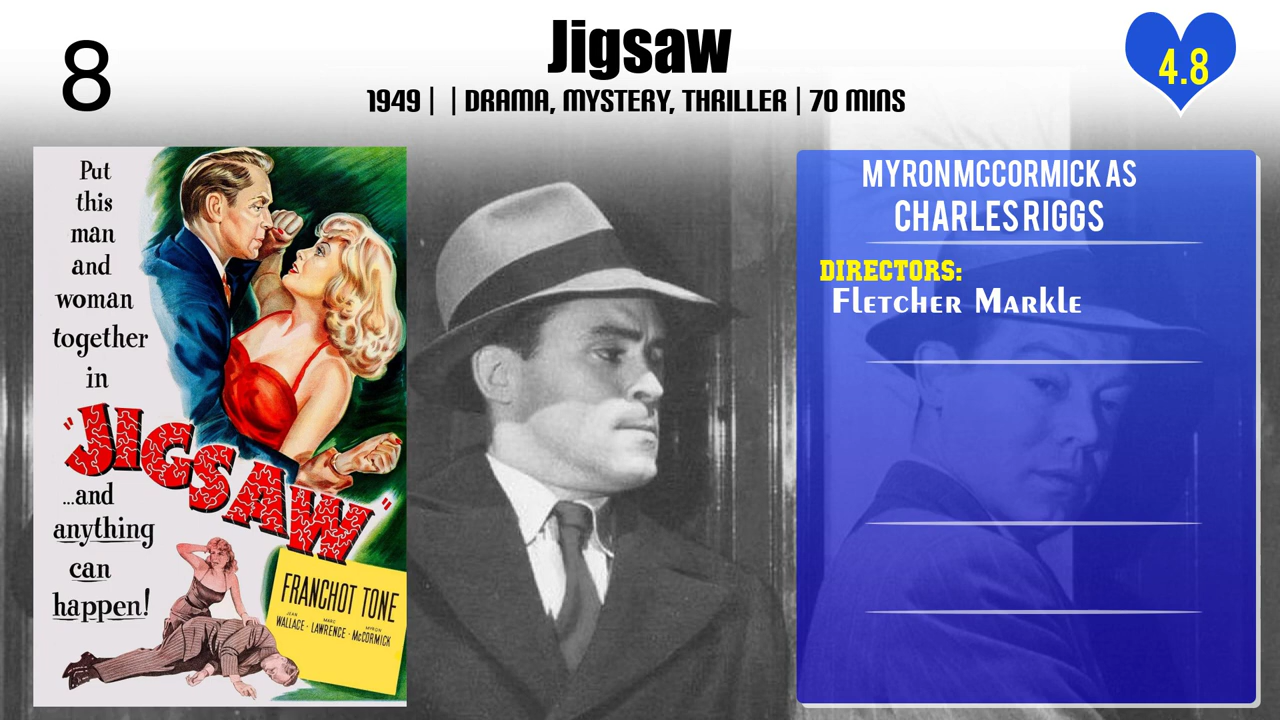 8
Jigsaw
1949 | | DRAMA, MYSTERY, THRILLER | 70 MINS
4.8
Put
this
man
and
woman
together
in
"JIGSAW"
...and
anything
can
happen!
FRANCHOT TONE
JEAN MARC MYRON
WALLACE · LAWRENCE · McCORMICK
MYRON MCCORMICK AS
CHARLES RIGGS
DIRECTORS:
Fletcher Markle